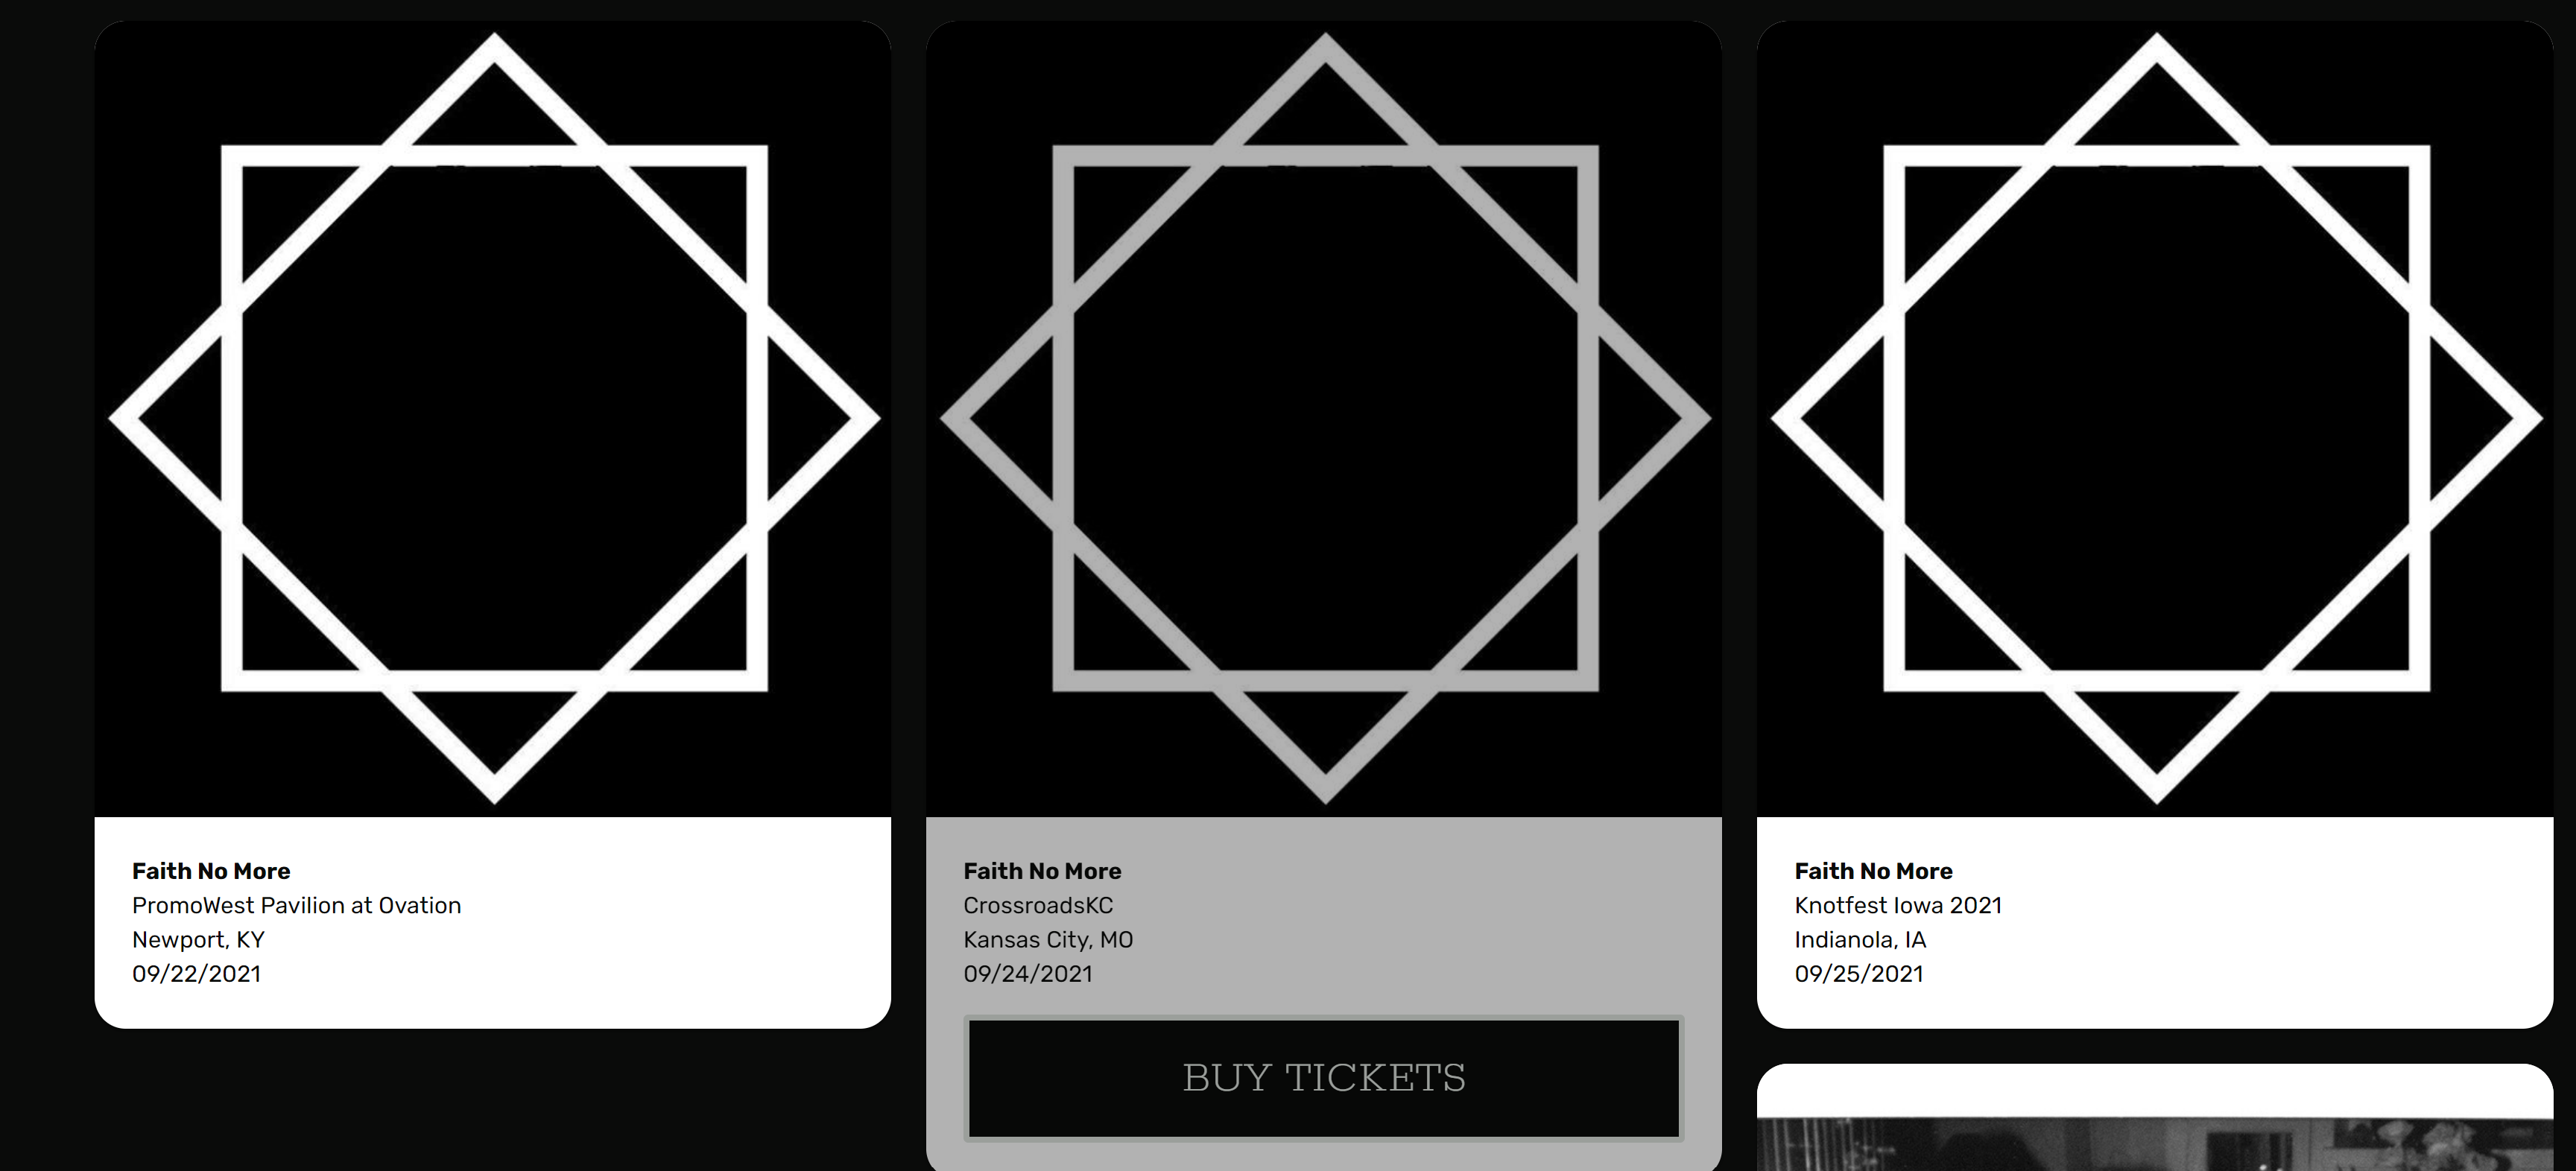 Faith No More
PromoWest Pavilion at Ovation
Newport, KY
09/22/2021
Faith No More
CrossroadsKC
Kansas City, MO
09/24/2021
BUY TICKETS
Faith No More
Knotfest Iowa 2021
Indianola, IA
09/25/2021